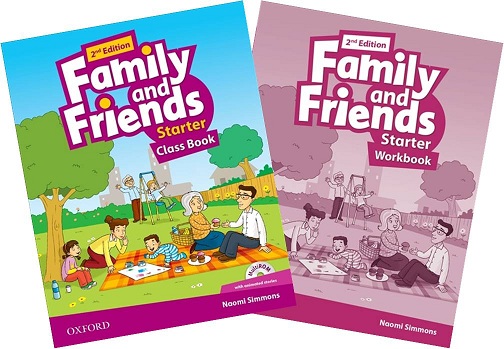 2nd Edition
Family
and
Friends
Starter
Class Book
MultiROM
with animated stories
Naomi Simmons
OXFORD
2nd Edition
Family
and
Friends
Starter
Workbook
Naomi Simmons